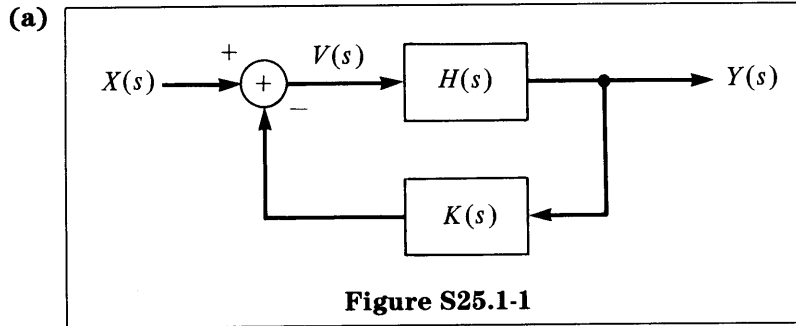 (a)
+ V(s)
X(s) + H(s) Y(s)
−
K(s)
Figure S25.1-1